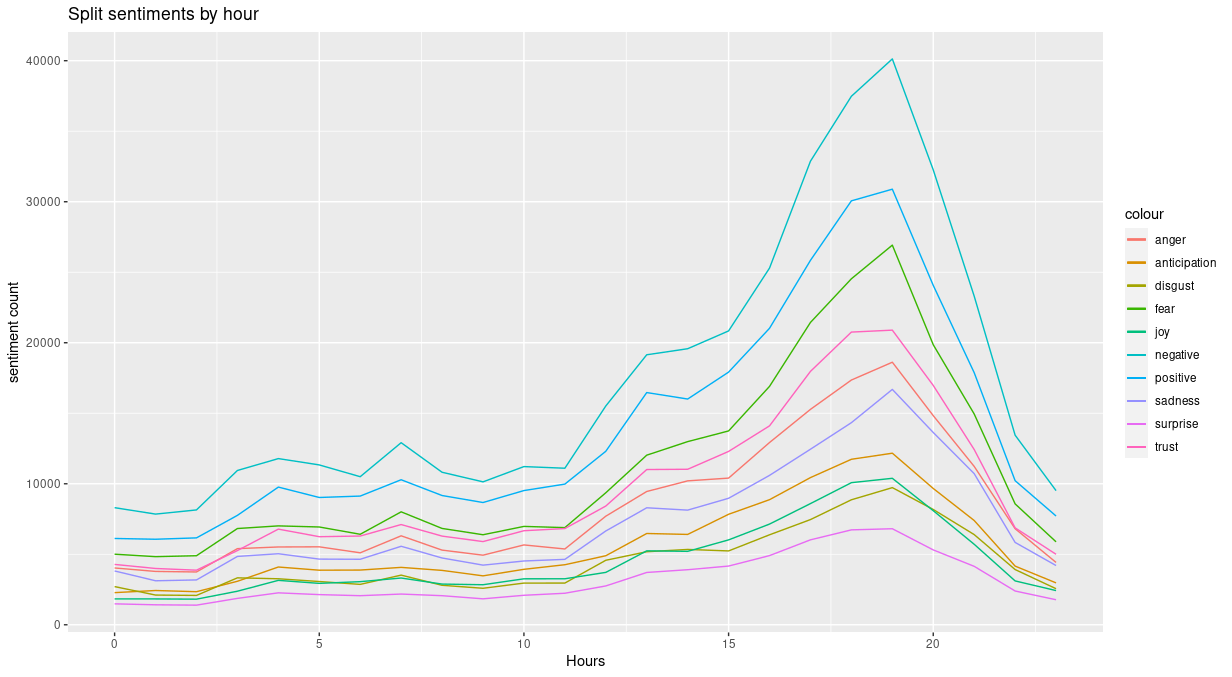 Split sentiments by hour
sentiment count
40000
30000
20000
10000
0
0 5 10 15 20
Hours
colour
anger
anticipation
disgust
fear
joy
negative
positive
sadness
surprise
trust